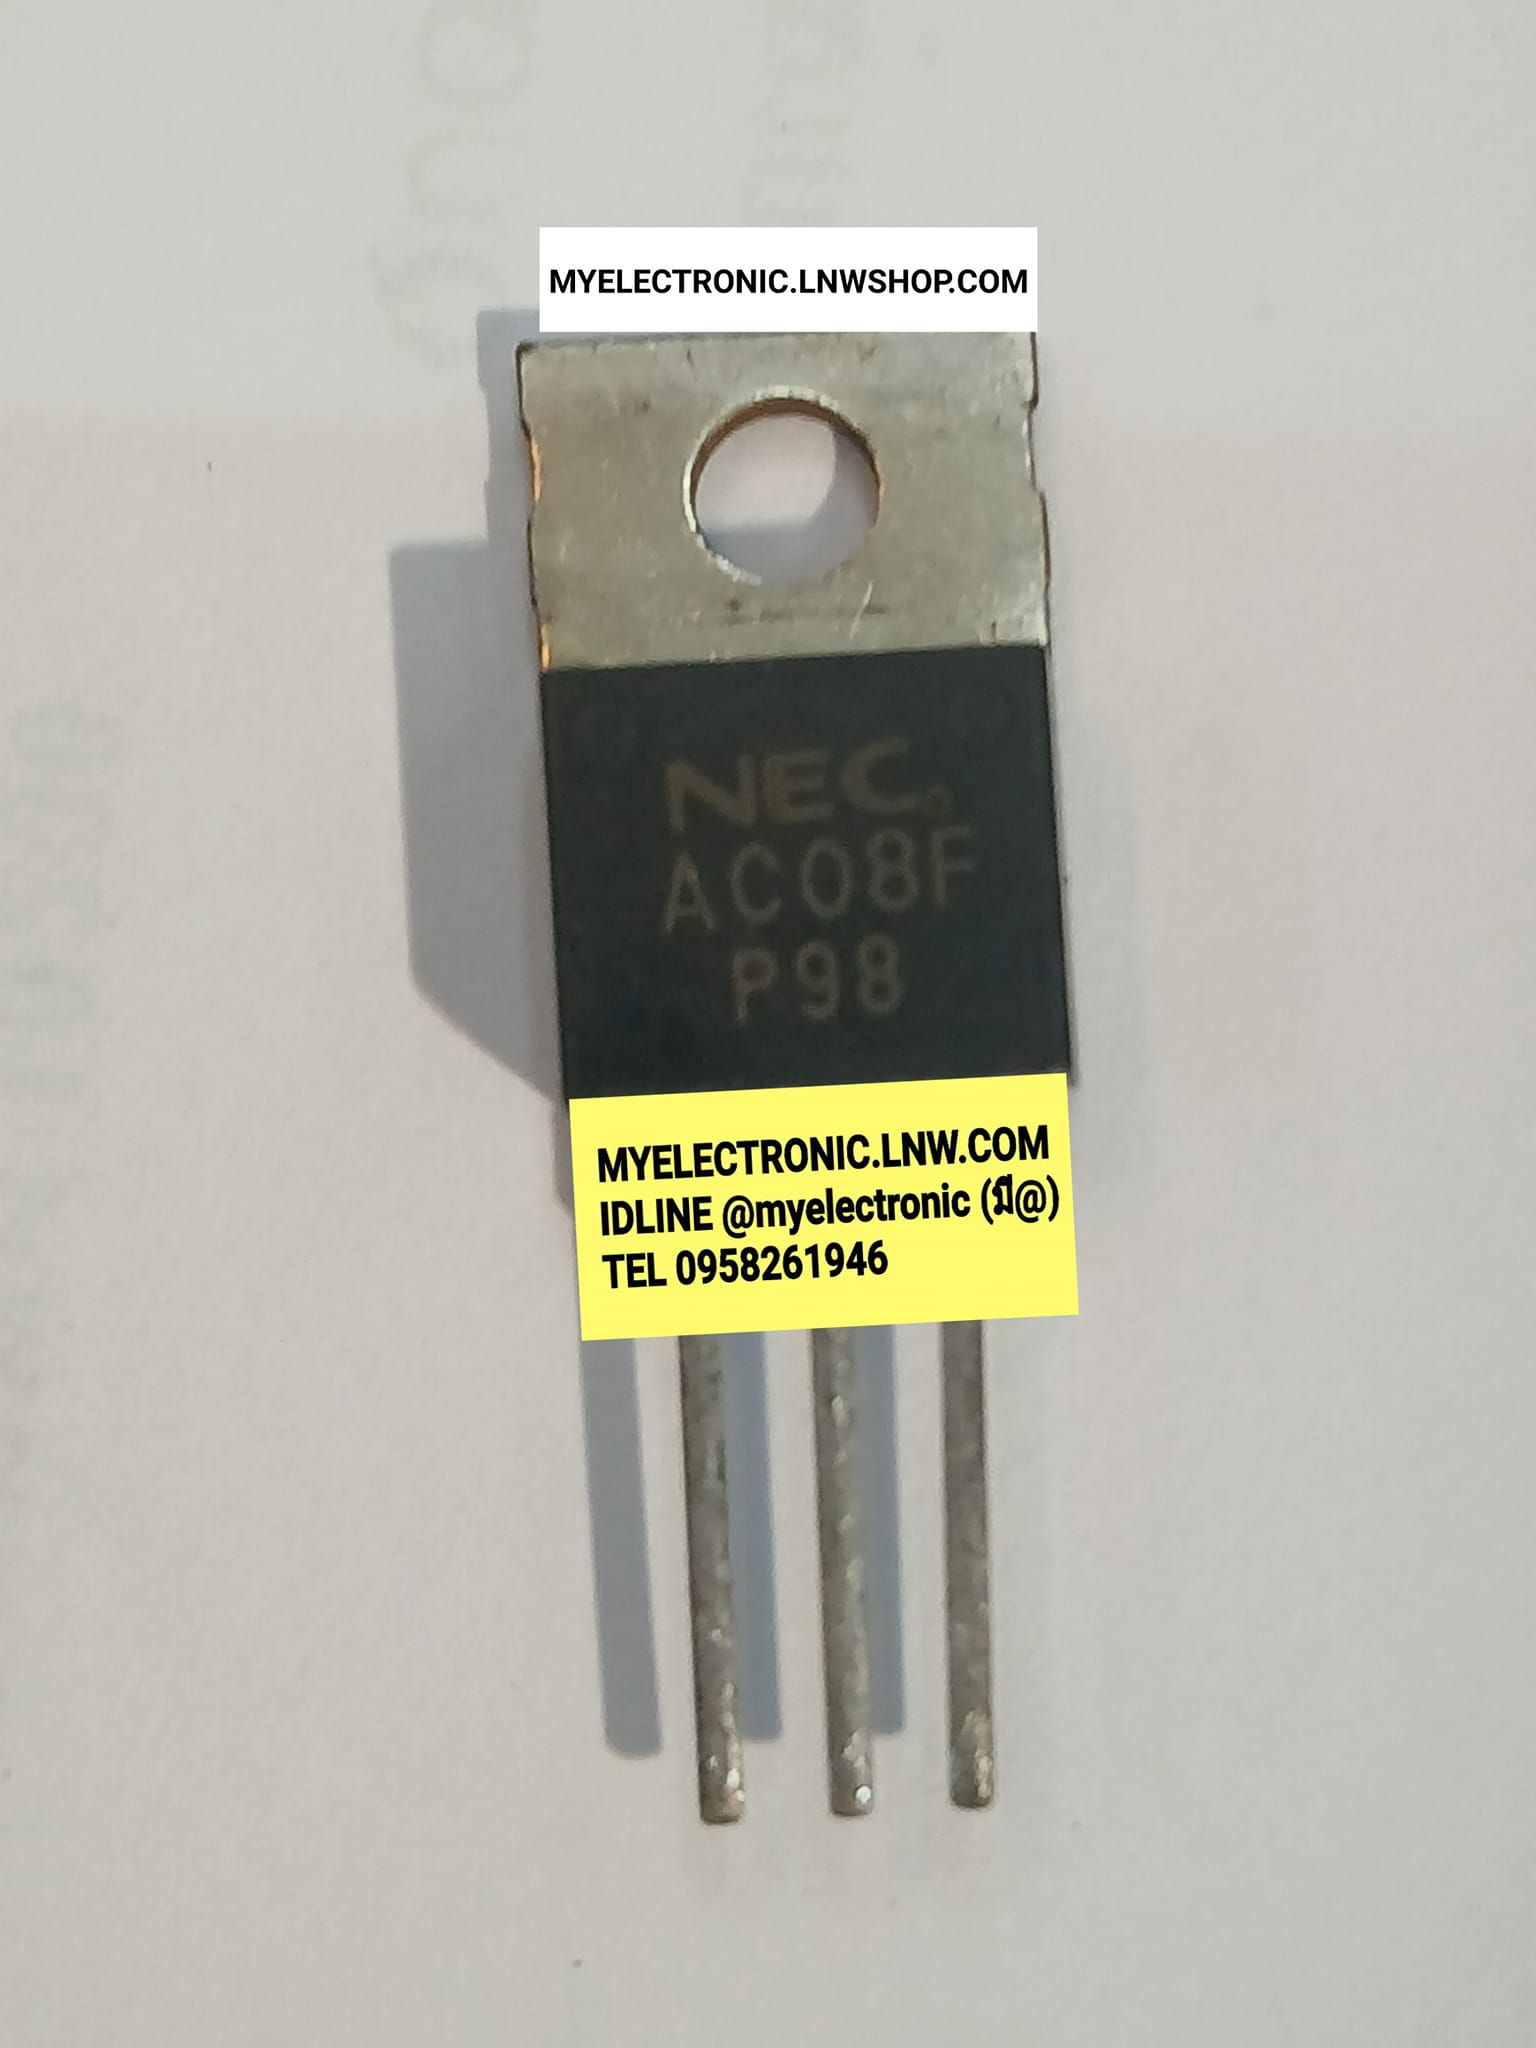 MYELECTRONIC.LNWSHOP.COM
NEC
AC08F
P98
MYELECTRONIC.LNW.COM
IDLINE @myelectronic (มี@)
TEL 0958261946